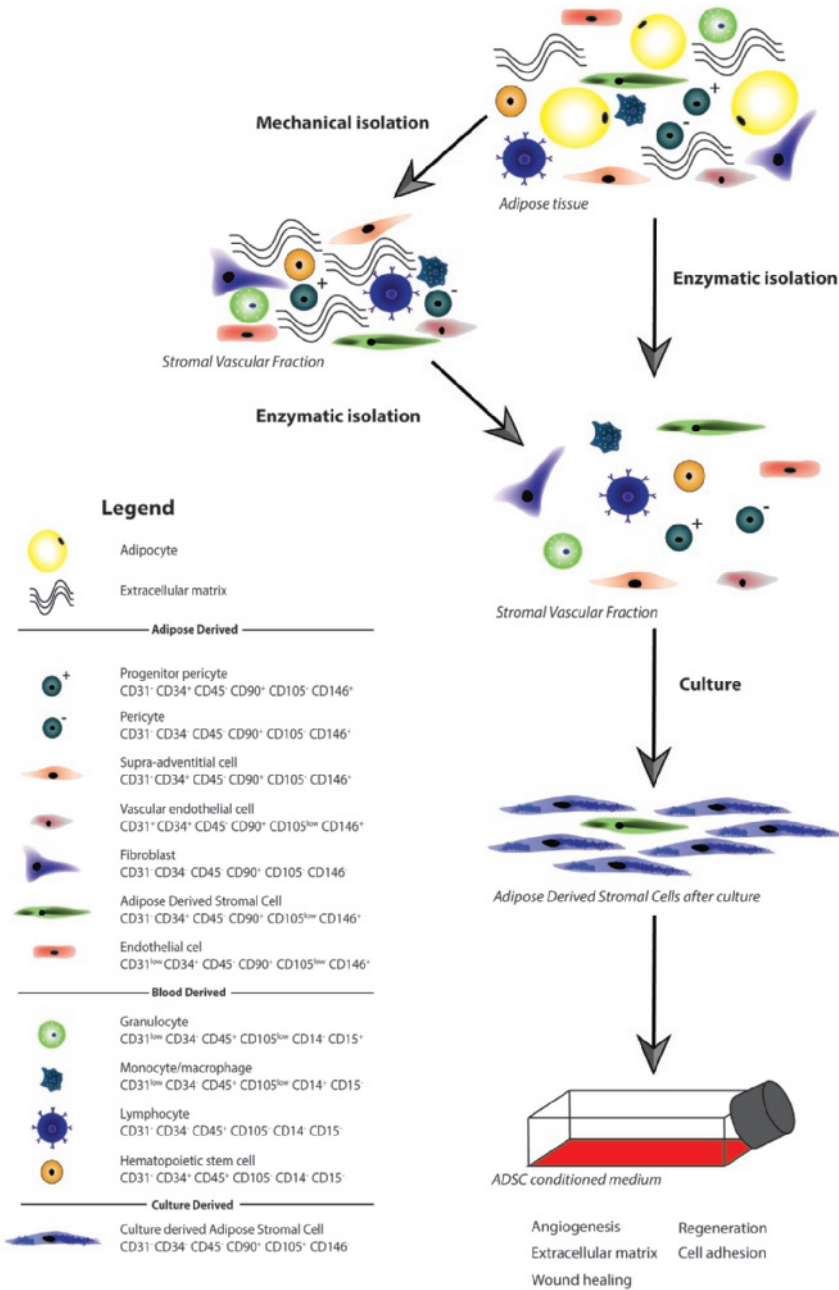 Mechanical isolation
Adipose tissue
Enzymatic isolation
Stromal Vascular Fraction
Enzymatic isolation
Stromal Vascular Fraction
Culture
Adipose Derived Stromal Cells after culture
ADSC conditioned medium
Angiogenesis Regeneration
Extracellular matrix Cell adhesion
Wound healing
Legend
Adipocyte
Extracellular matrix
Adipose Derived
+
Progenitor pericyte
CD31⁻ CD34⁺ CD45⁻ CD90⁺ CD105⁻ CD146⁺
-
Pericyte
CD31⁻ CD34⁻ CD45⁻ CD90⁺ CD105⁻ CD146⁺
Supra-adventitial cell
CD31⁻ CD34⁺ CD45⁻ CD90⁺ CD105⁻ CD146⁺
Vascular endothelial cell
CD31⁺ CD34⁺ CD45⁻ CD90⁺ CD105ˡᵒʷ CD146⁺
Fibroblast
CD31⁻ CD34⁻ CD45⁻ CD90⁺ CD105⁻ CD146⁻
Adipose Derived Stromal Cell
CD31⁻ CD34⁺ CD45⁻ CD90⁺ CD105ˡᵒʷ CD146⁺
Endothelial cel
CD31ˡᵒʷ CD34⁺ CD45⁻ CD90⁺ CD105ˡᵒʷ CD146⁺
Blood Derived
Granulocyte
CD31ˡᵒʷ CD34⁻ CD45⁺ CD105ˡᵒʷ CD14⁻ CD15⁺
Monocyte/macrophage
CD31ˡᵒʷ CD34⁻ CD45⁺ CD105ˡᵒʷ CD14⁺ CD15⁻
Lymphocyte
CD31⁻ CD34⁻ CD45⁺ CD105⁻ CD14⁻ CD15⁻
Hematopoietic stem cell
CD31⁻ CD34⁺ CD45⁺ CD105⁻ CD14⁻ CD15⁻
Culture Derived
Culture derived Adipose Stromal Cell
CD31⁻ CD34⁻ CD45⁻ CD90⁺ CD105⁺ CD146⁻